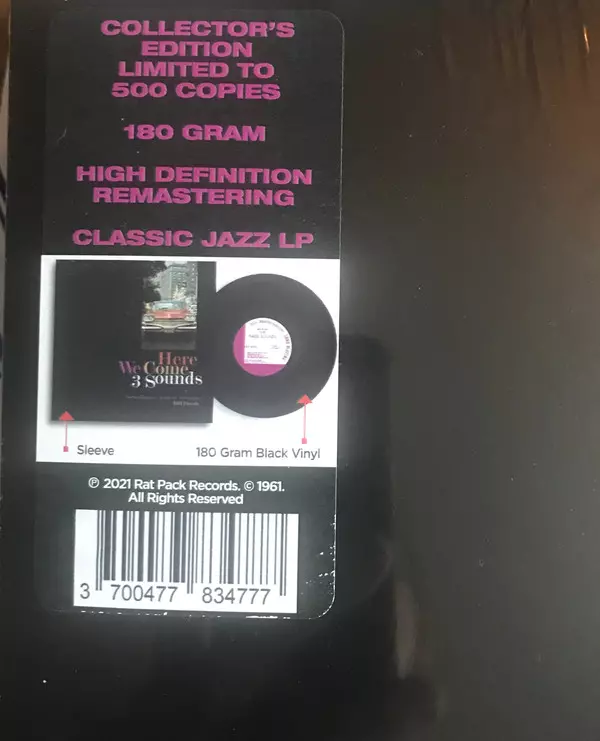 COLLECTOR'S
EDITION
LIMITED TO
500 COPIES
180 GRAM
HIGH DEFINITION
REMASTERING
CLASSIC JAZZ LP
Here
We Come
3 Sounds
Sleeve
180 Gram Black Vinyl
℗ 2021 Rat Pack Records. © 1961.
All Rights Reserved
3 700477 834777